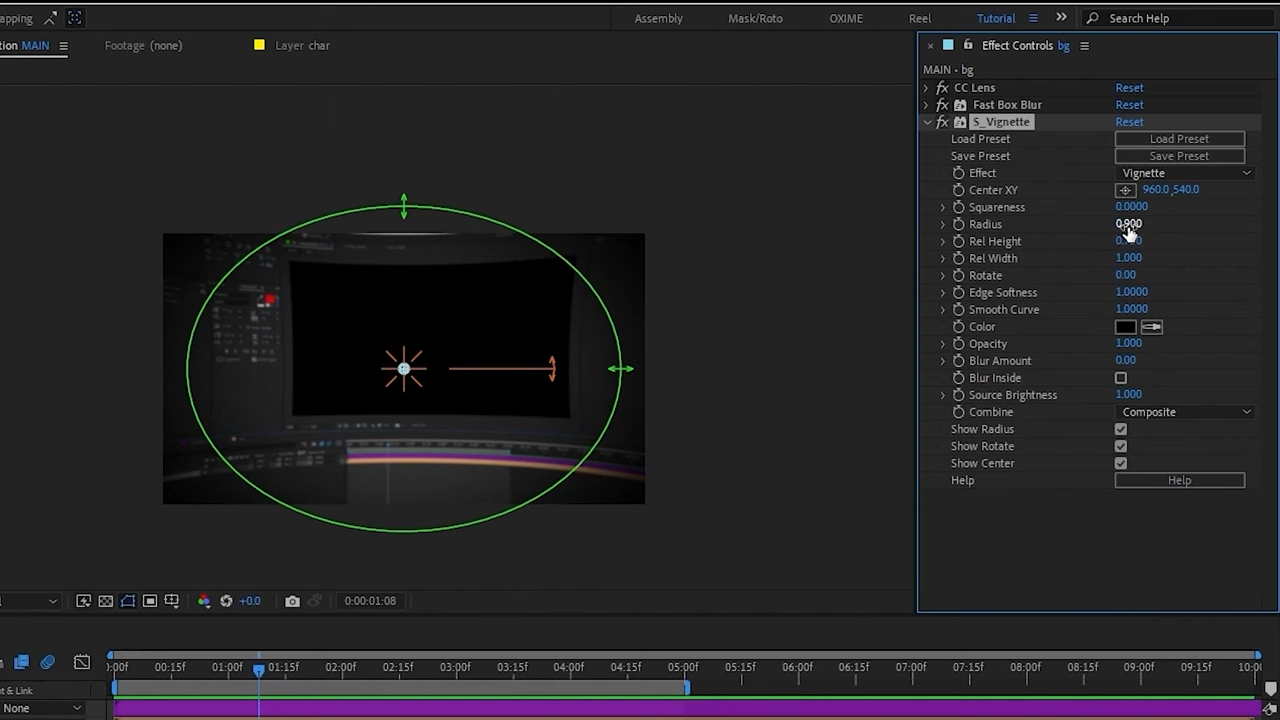 apping Assembly Mask/Roto OXIME Reel Tutorial Search Help
tion MAIN Footage (none) Layer char Effect Controls bg
MAIN - bg
fx CC Lens Reset
fx Fast Box Blur Reset
fx S_Vignette Reset
Load Preset Load Preset
Save Preset Save Preset
Effect Vignette
Center XY 960.0,540.0
Squareness 0.0000
Radius 0.900
Rel Height
Rel Width 1.000
Rotate 0.00
Edge Softness 1.0000
Smooth Curve 1.0000
Color
Opacity 1.000
Blur Amount 0.00
Blur Inside
Source Brightness 1.000
Combine Composite
Show Radius
Show Rotate
Show Center
Help Help
+0.0 0:00:01:08
:00f 00:15f 01:00f 01:15f 02:00f 02:15f 03:00f 03:15f 04:00f 04:15f 05:00f 05:15f 06:00f 06:15f 07:00f 07:15f 08:00f 08:15f 09:00f 09:15f 10:0
t & Link
None